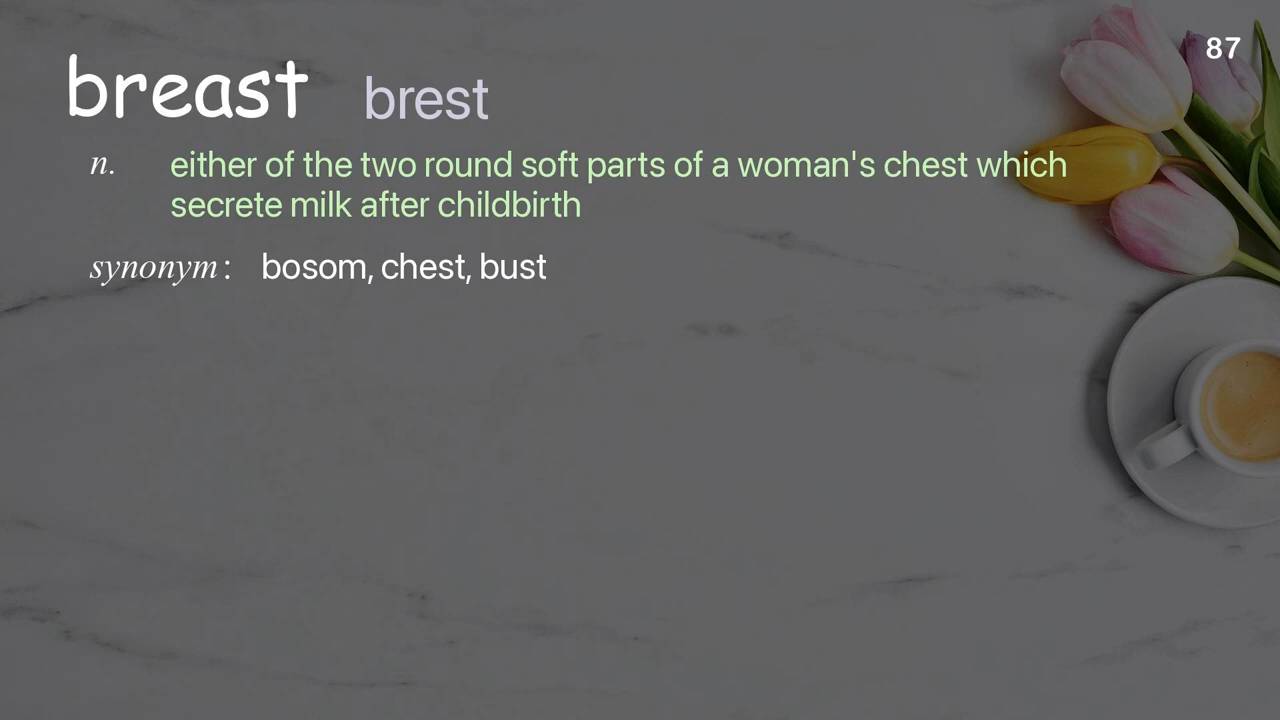 87
breast brest
n. either of the two round soft parts of a woman's chest which
secrete milk after childbirth
synonym: bosom, chest, bust